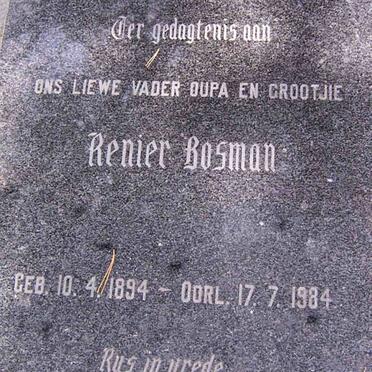 Ter gedagtenis aan
ONS LIEWE VADER OUPA EN GROOTJIE
Renier Bosman
GEB. 10. 4. 1894 - OORL. 17. 7. 1984
Rus in vrede